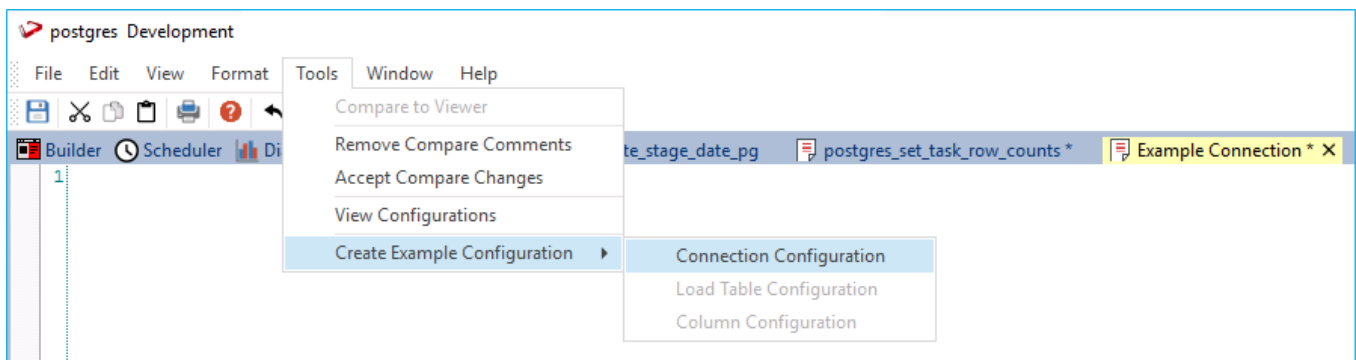 postgres Development
File Edit View Format Tools Window Help
Compare to Viewer
Builder Scheduler Di Remove Compare Comments te_stage_date_pg postgres_set_task_row_counts * Example Connection *
1 Accept Compare Changes
View Configurations
Create Example Configuration Connection Configuration
Load Table Configuration
Column Configuration